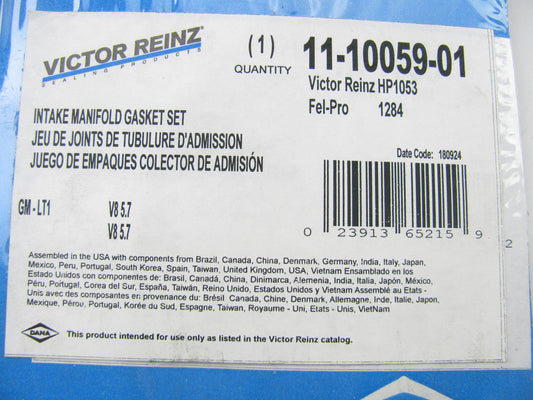 VICTOR REINZ®
SEALING PRODUCTS
(1)
QUANTITY
11-10059-01
Victor Reinz HP1053
Fel-Pro 1284
INTAKE MANIFOLD GASKET SET
JEU DE JOINTS DE TUBULURE D'ADMISSION
JUEGO DE EMPAQUES COLECTOR DE ADMISIÓN
Date Code: 180924
GM - LT1 V8 5.7
V8 5.7
0 23913 65215 9
2
Assembled in the USA with components from Brazil, Canada, China, Denmark, Germany, India, Italy, Japan,
Mexico, Peru, Portugal, South Korea, Spain, Taiwan, United Kingdom, USA, Vietnam Ensamblado en los
Estado Unidos con componentes de: Brasil, Canadá, China, Dinimarca, Alemenia, India, Italia, Japón, México,
Péru, Portugal, Corea del Sur, España, Taiwán, Reino Unido, Estados Unidos y Vietnam Assemblé au Etats -
Unis avec des composantes en provenance du: Brésil Canada, Chine, Denmark, Allemagne, Inde, Italie, Japon,
Mexique, Pérou, Portugal, Korée du Sud, Espagne, Taiwan, Royaume - Uni, Etats - Unis, VietNam
DANA
This product intended for use only as listed in the Victor Reinz catalog.